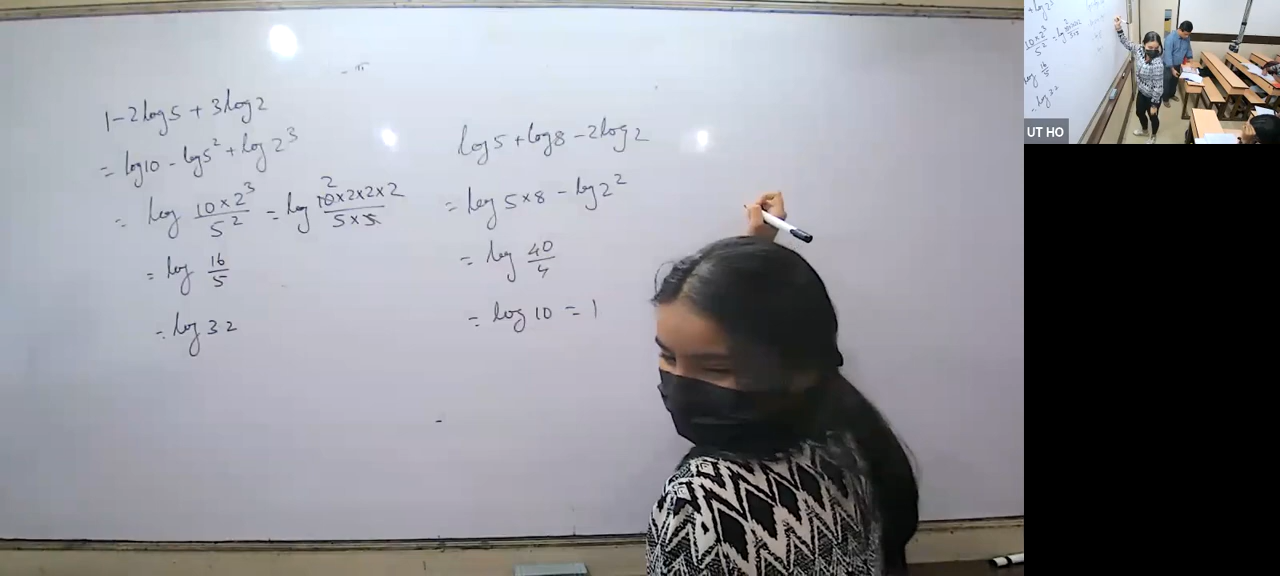 1-2log5 + 3log2
= log10 - log5² + log2³
= log 10×2³/5² = log 10×2×2×2/5×5 2
= log 16/5
= log 32
log5 + log8 - 2log2
= log 5×8 - log2²
= log 40/4
= log 10 = 1
UT HO